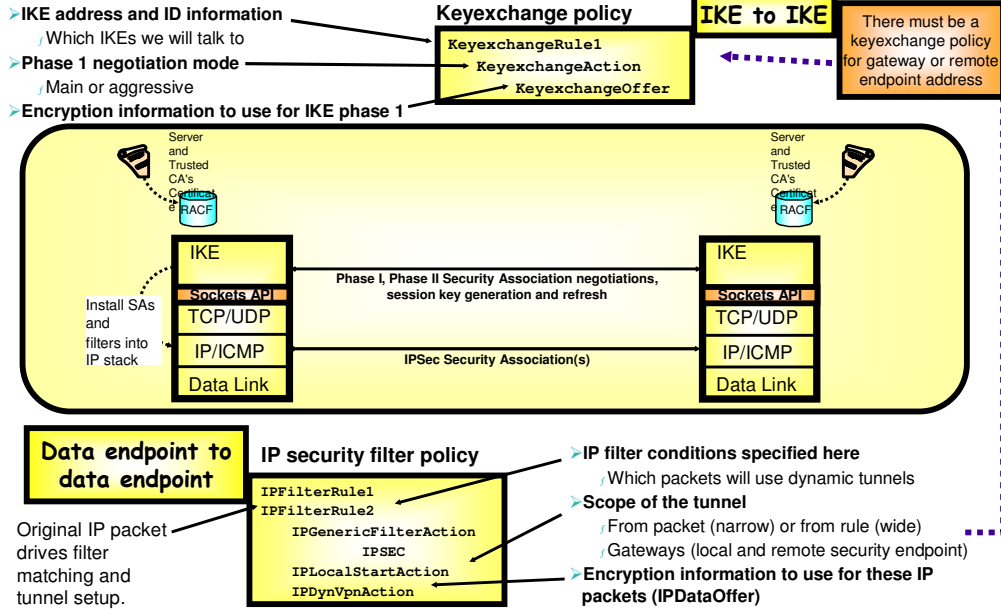 ➢IKE address and ID information
ƒWhich IKEs we will talk to
➢Phase 1 negotiation mode
ƒMain or aggressive
➢Encryption information to use for IKE phase 1
Keyexchange policy
KeyexchangeRule1
KeyexchangeAction
KeyexchangeOffer
IKE to IKE
There must be a
keyexchange policy
for gateway or remote
endpoint address
Server
and
Trusted
CA's
Certificat
e
RACF
IKE
Sockets API
TCP/UDP
IP/ICMP
Data Link
Install SAs
and
filters into
IP stack
Phase I, Phase II Security Association negotiations,
session key generation and refresh
IPSec Security Association(s)
Server
and
Trusted
CA's
Certificat
e
RACF
IKE
Sockets API
TCP/UDP
IP/ICMP
Data Link
Data endpoint to
data endpoint
Original IP packet
drives filter
matching and
tunnel setup.
IP security filter policy
IPFilterRule1
IPFilterRule2
IPGenericFilterAction
IPSEC
IPLocalStartAction
IPDynVpnAction
➢IP filter conditions specified here
ƒWhich packets will use dynamic tunnels
➢Scope of the tunnel
ƒFrom packet (narrow) or from rule (wide)
ƒGateways (local and remote security endpoint)
➢Encryption information to use for these IP
packets (IPDataOffer)